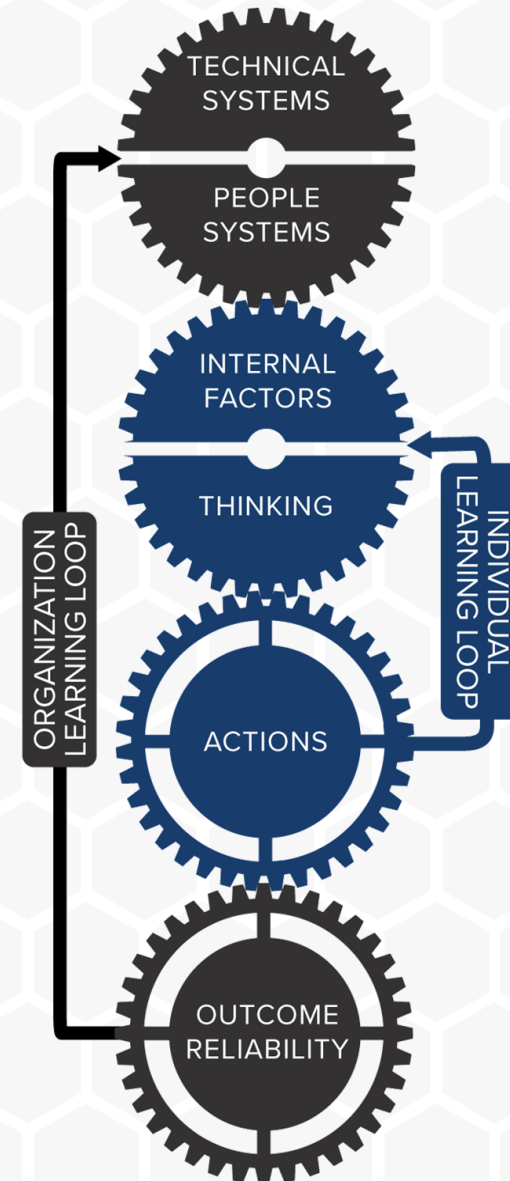 TECHNICAL
SYSTEMS
PEOPLE
SYSTEMS
INTERNAL
FACTORS
THINKING
INDIVIDUAL
LEARNING LOOP
ORGANIZATION
LEARNING LOOP
ACTIONS
OUTCOME
RELIABILITY